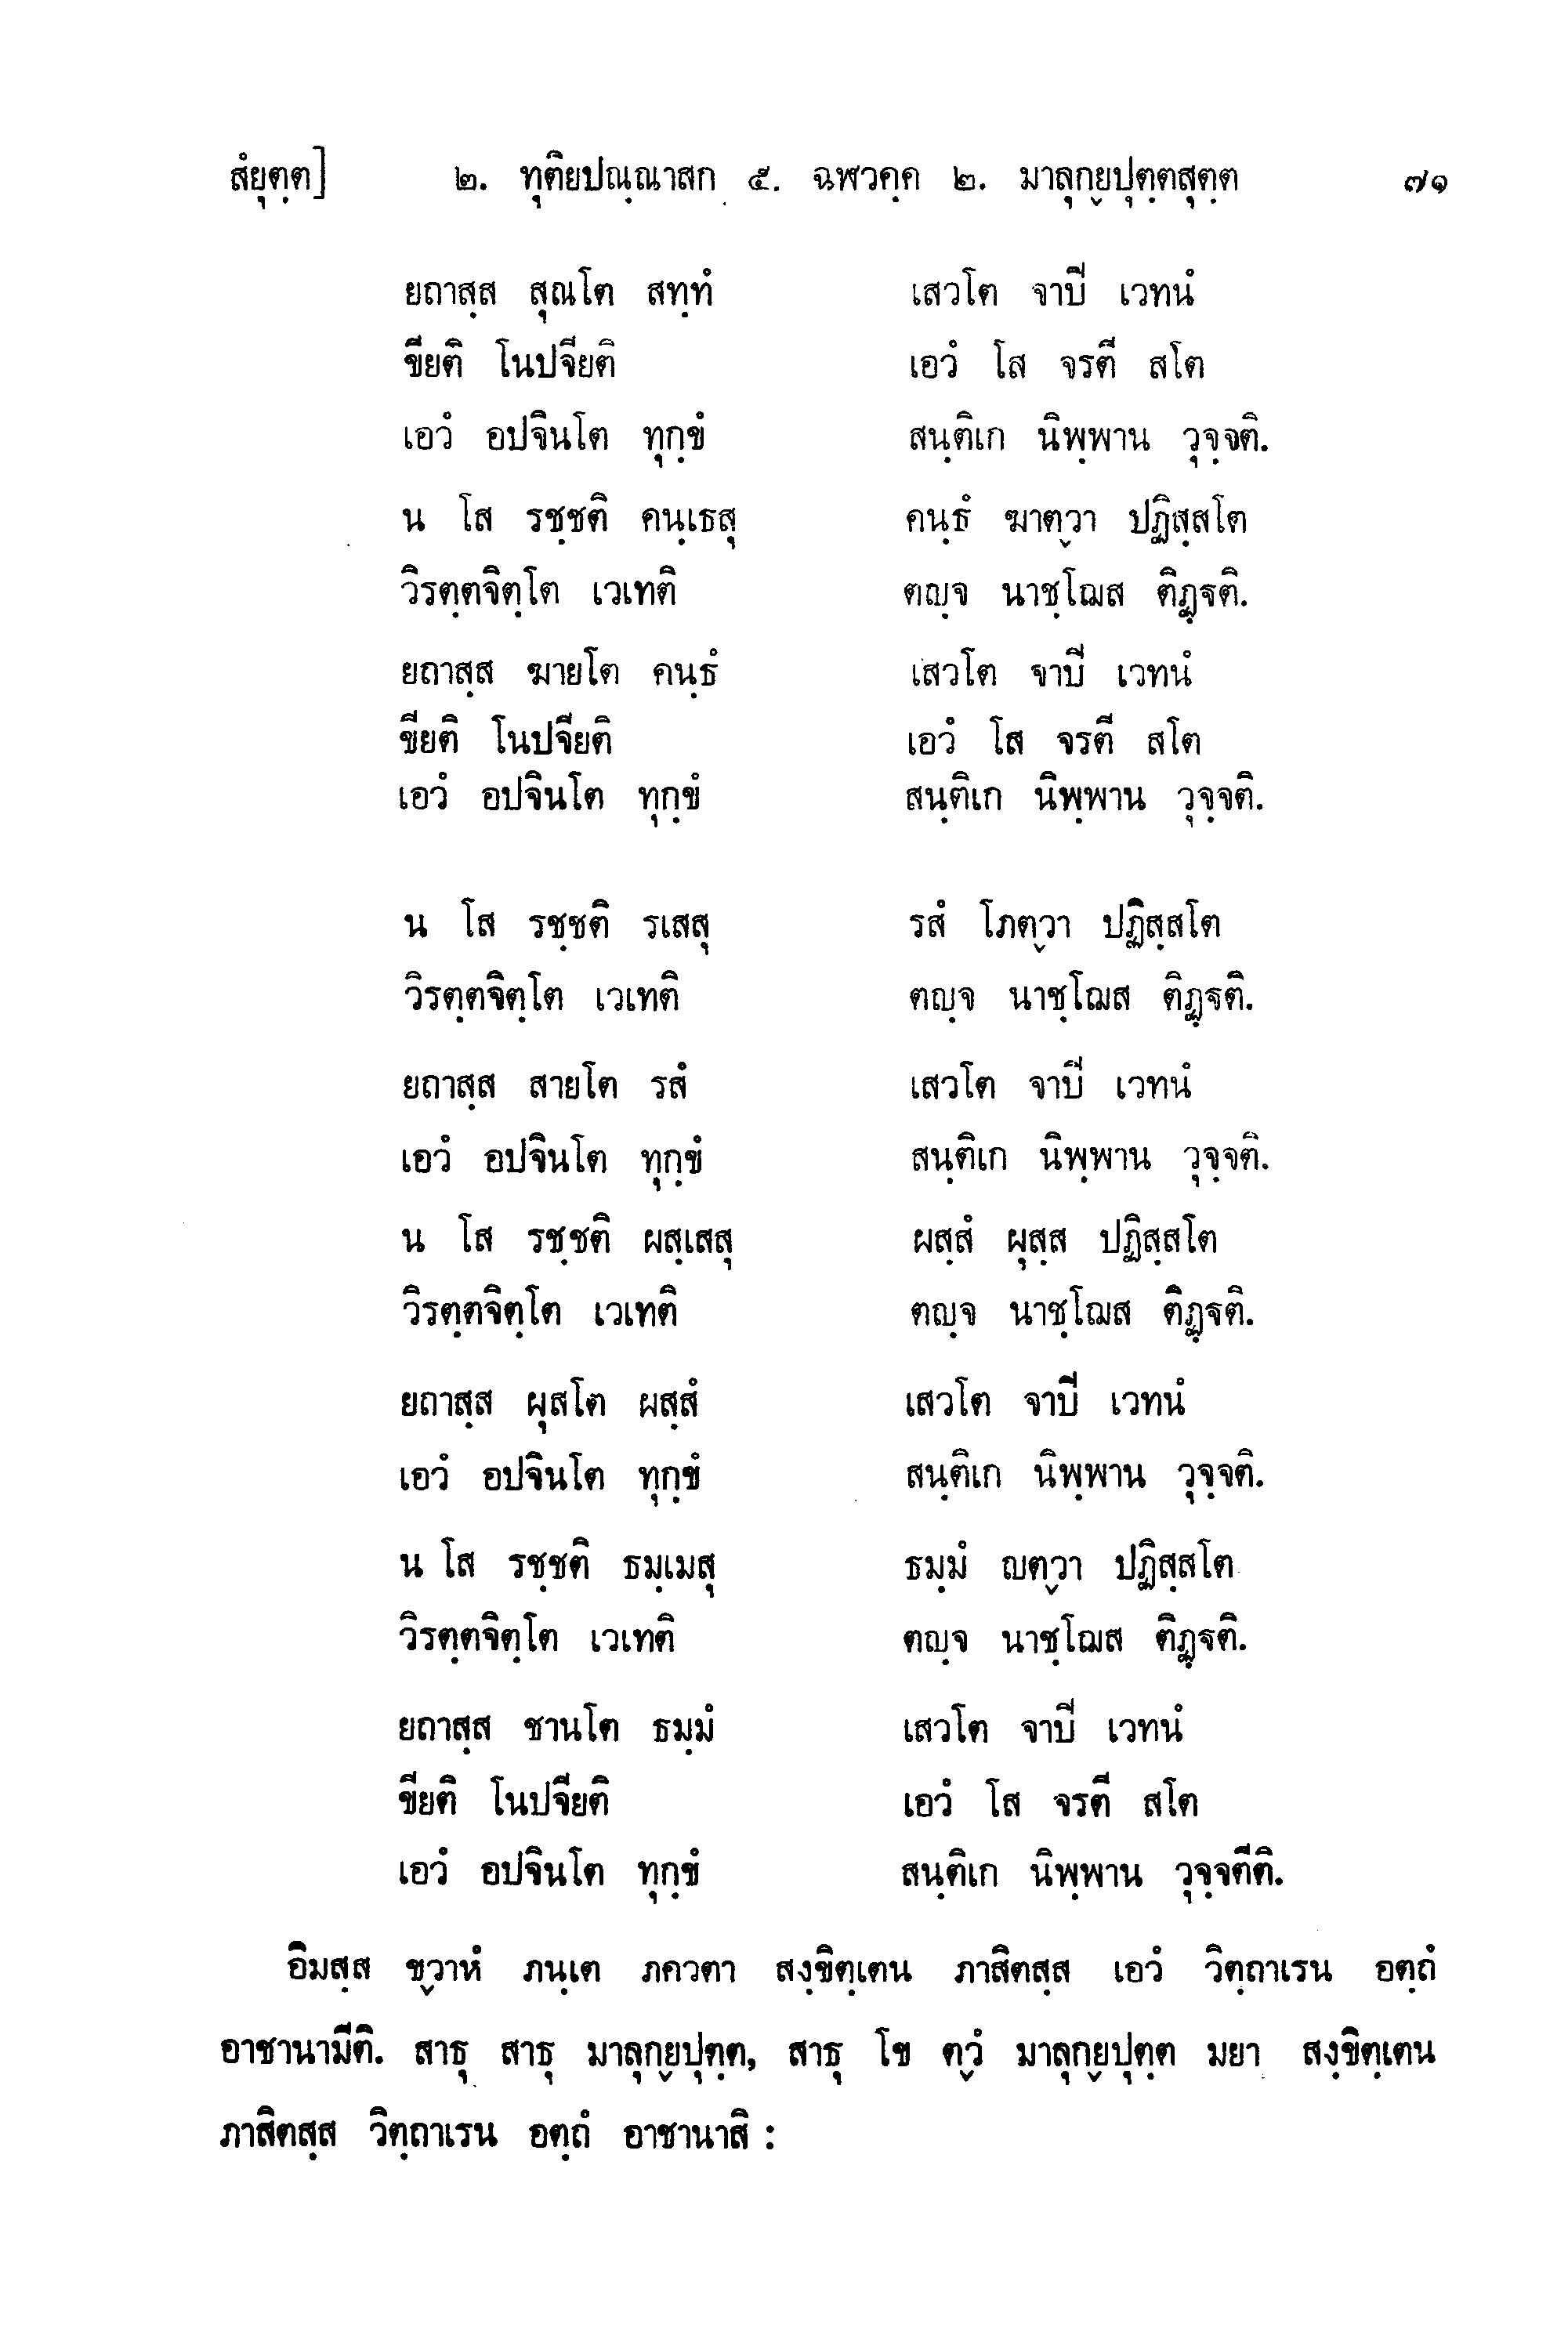 สํยุตฺต] ๒. ทุติยปณฺณาสก ๕. ฉฬวคฺค ๒. มาลุกฺยปุตฺตสุตฺต ๗๑
ยถาสฺส สุณโต สทฺทํ เสวโต จาปิ เวทนํ
ขียติ โนปจียติ เอวํ โส จรตี สโต
เอวํ อปจินโต ทุกฺขํ สนฺติเก นิพฺพาน วุจฺจติ.
น โส รชฺชติ คนฺเธสุ คนฺธํ ฆาตฺวา ปฏิสฺสโต
วิรตฺตจิตฺโต เวเทติ ตญฺจ นาชฺโฌส ติฏฺฐติ.
ยถาสฺส ฆายโต คนฺธํ เสวโต จาปิ เวทนํ
ขียติ โนปจียติ เอวํ โส จรตี สโต
เอวํ อปจินโต ทุกฺขํ สนฺติเก นิพฺพาน วุจฺจติ.
น โส รชฺชติ รเสสุ รสํ โภตฺวา ปฏิสฺสโต
วิรตฺตจิตฺโต เวเทติ ตญฺจ นาชฺโฌส ติฏฺฐติ.
ยถาสฺส สายโต รสํ เสวโต จาปิ เวทนํ
เอวํ อปจินโต ทุกฺขํ สนฺติเก นิพฺพาน วุจฺจติ.
น โส รชฺชติ ผสฺเสสุ ผสฺสํ ผุสฺส ปฏิสฺสโต
วิรตฺตจิตฺโต เวเทติ ตญฺจ นาชฺโฌส ติฏฺฐติ.
ยถาสฺส ผุสโต ผสฺสํ เสวโต จาปิ เวทนํ
เอวํ อปจินโต ทุกฺขํ สนฺติเก นิพฺพาน วุจฺจติ.
น โส รชฺชติ ธมฺเมสุ ธมฺมํ ญตฺวา ปฏิสฺสโต
วิรตฺตจิตฺโต เวเทติ ตญฺจ นาชฺโฌส ติฏฺฐติ.
ยถาสฺส ชานโต ธมฺมํ เสวโต จาปิ เวทนํ
ขียติ โนปจียติ เอวํ โส จรตี สโต
เอวํ อปจินโต ทุกฺขํ สนฺติเก นิพฺพาน วุจฺจตีติ.
อิมสฺส ขฺวาหํ ภนฺเต ภควตา สงฺขิตฺเตน ภาสิตสฺส เอวํ วิตฺถาเรน อตฺถํ
อาชานามีติ. สาธุ สาธุ มาลุกฺยปุตฺต, สาธุ โข ตฺวํ มาลุกฺยปุตฺต มยา สงฺขิตฺเตน
ภาสิตสฺส วิตฺถาเรน อตฺถํ อาชานาสิ :